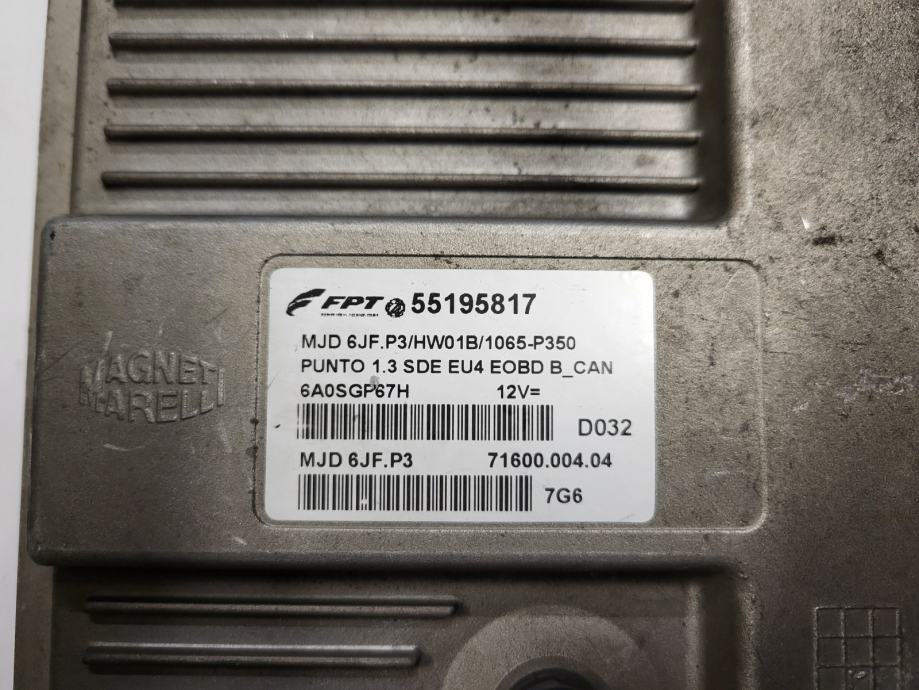 FPT 55195817
MJD 6JF.P3/HW01B/1065-P350
PUNTO 1.3 SDE EU4 EOBD B_CAN
6A0SGP67H 12V=
D032
MJD 6JF.P3 71600.004.04
7G6
MAGNETI
MARELLI